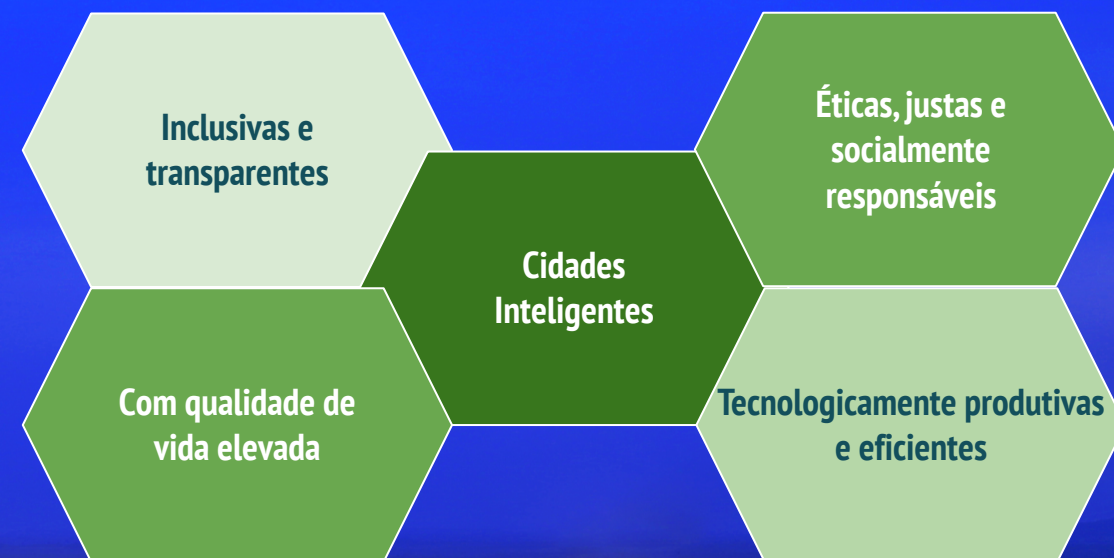 Inclusivas e
transparentes
Éticas, justas e
socialmente
responsáveis
Cidades
Inteligentes
Com qualidade de
vida elevada
Tecnologicamente produtivas
e eficientes